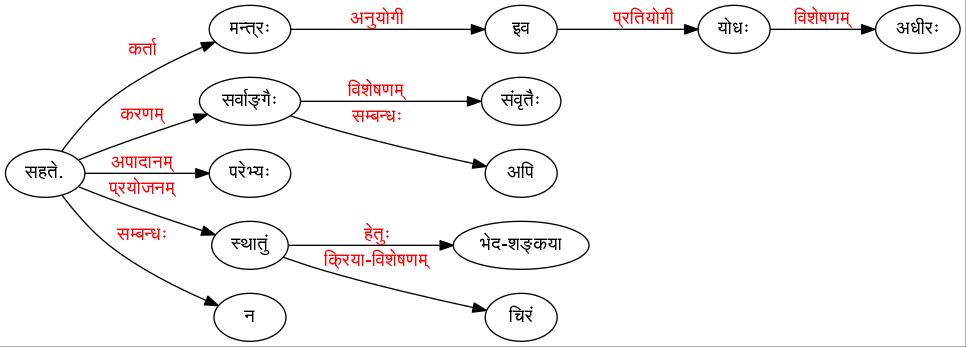 मन्त्रः अनुयोगी इव प्रतियोगी योधः विशेषणम् अधीरः
कर्ता
सर्वाङ्गैः विशेषणम् संवृतैः
करणम् सम्बन्धः
सहते. अपादानम् परेभ्यः अपि
प्रयोजनम्
सम्बन्धः स्थातुं हेतुः भेद-शङ्कया
क्रिया-विशेषणम्
न चिरं